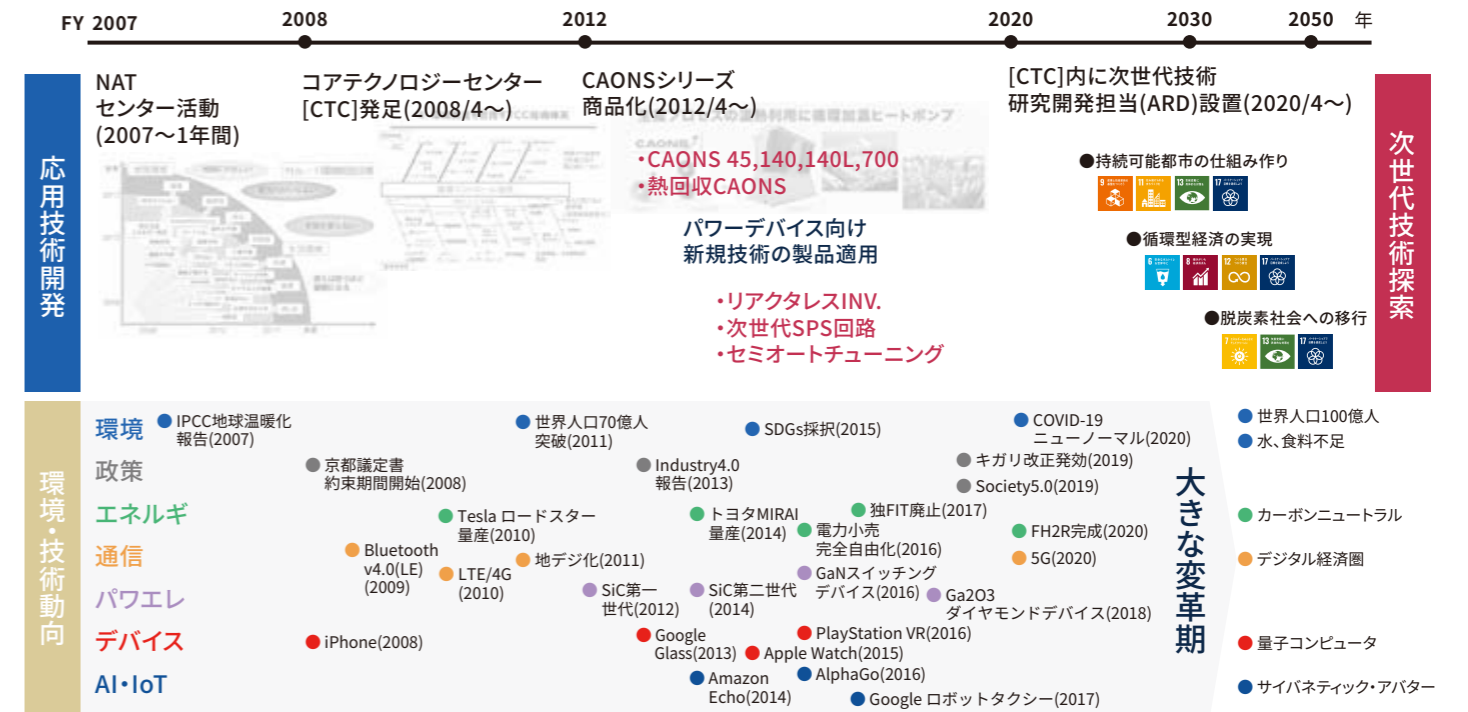 FY 2007
2008
2012
2020
2030
2050
年
応用技術開発
NAT
センター活動
(2007〜1年間)
コアテクノロジーセンター
[CTC]発足(2008/4〜)
CAONSシリーズ
商品化(2012/4〜)
・CAONS 45,140,140L,700
・熱回収CAONS
パワーデバイス向け
新規技術の製品適用
・リアクタレスINV.
・次世代SPS回路
・セミオートチューニング
[CTC]内に次世代技術
研究開発担当(ARD)設置(2020/4〜)
●持続可能都市の仕組み作り
9
11
13
17
●循環型経済の実現
6
8
12
17
●脱炭素社会への移行
7
13
17
次世代技術探索
環境・技術動向
環境
IPCC地球温暖化
報告(2007)
世界人口70億人
突破(2011)
SDGs採択(2015)
COVID-19
ニューノーマル(2020)
世界人口100億人
水、食料不足
政策
京都議定書
約束期間開始(2008)
Industry4.0
報告(2013)
キガリ改正発効(2019)
Society5.0(2019)
エネルギ
Tesla ロードスター
量産(2010)
トヨタMIRAI
量産(2014)
電力小売
完全自由化(2016)
独FIT廃止(2017)
FH2R完成(2020)
カーボンニュートラル
通信
Bluetooth
v4.0(LE)
(2009)
LTE/4G
(2010)
地デジ化(2011)
5G(2020)
デジタル経済圏
パワエレ
SiC第一
世代(2012)
SiC第二世代
(2014)
GaNスイッチング
デバイス(2016)
Ga2O3
ダイヤモンドデバイス(2018)
デバイス
iPhone(2008)
Google
Glass(2013)
Apple Watch(2015)
PlayStation VR(2016)
量子コンピュータ
AI・IoT
Amazon
Echo(2014)
AlphaGo(2016)
Google ロボットタクシー(2017)
サイバネティック・アバター
大きな変革期